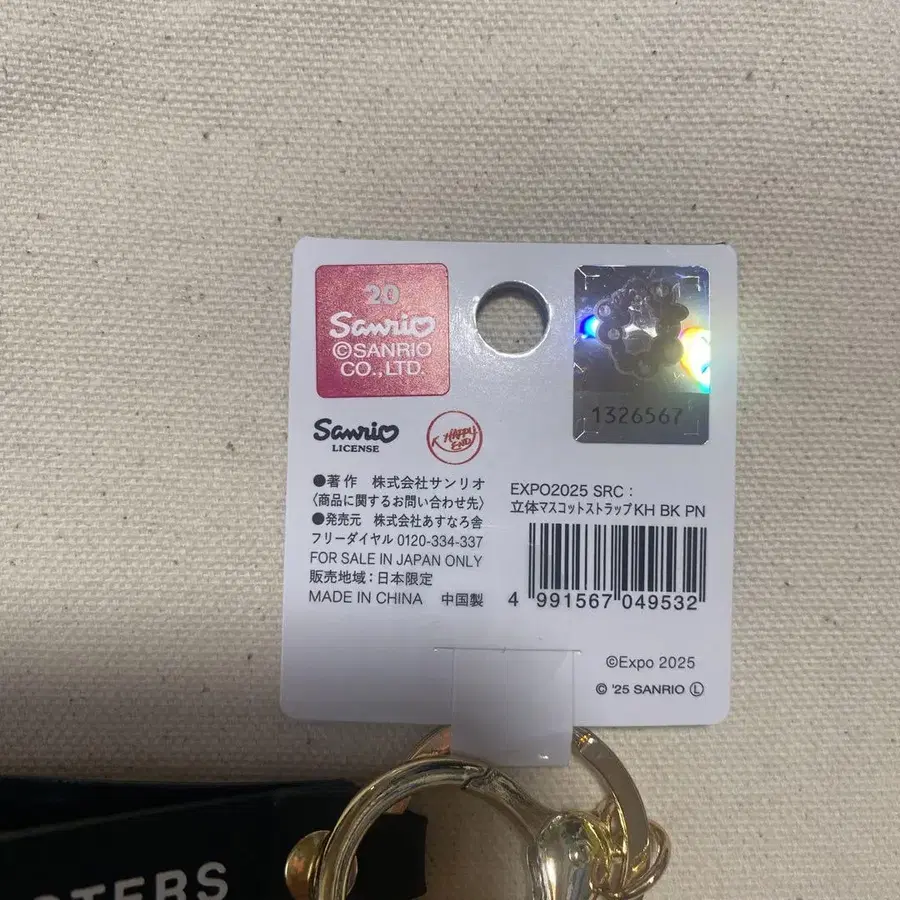 20
Sanrio
©SANRIO
CO.,LTD.
1326567
Sanrio
LICENSE
HAPPY
END
●著作 株式会社サンリオ
〈商品に関するお問い合わせ先〉
●発売元 株式会社あすなろ舎
フリーダイヤル 0120-334-337
FOR SALE IN JAPAN ONLY
販売地域：日本限定
MADE IN CHINA 中国製
EXPO2025 SRC：
立体マスコットストラップKH BK PN
4 991567 049532
©Expo 2025
© '25 SANRIO Ⓛ
STERS